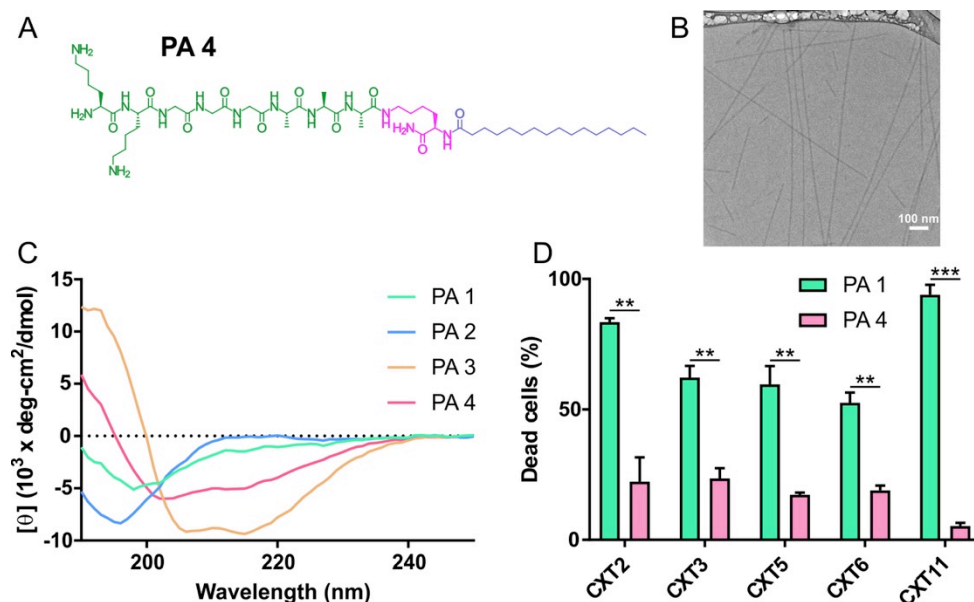 A
PA 4
NH₂
H₂N
NH₂
O
O
O
O
O
O
O
O
H
N
H
N
H
N
H
N
N
H
N
H
N
H
N
H
H₂N
O
N
H
O
B
100 nm
C
[θ] (10³ x deg-cm²/dmol)
15
10
5
0
-5
-10
200
220
240
Wavelength (nm)
PA 1
PA 2
PA 3
PA 4
D
Dead cells (%)
100
50
0
**
**
**
**
***
PA 1
PA 4
CXT2
CXT3
CXT5
CXT6
CXT11